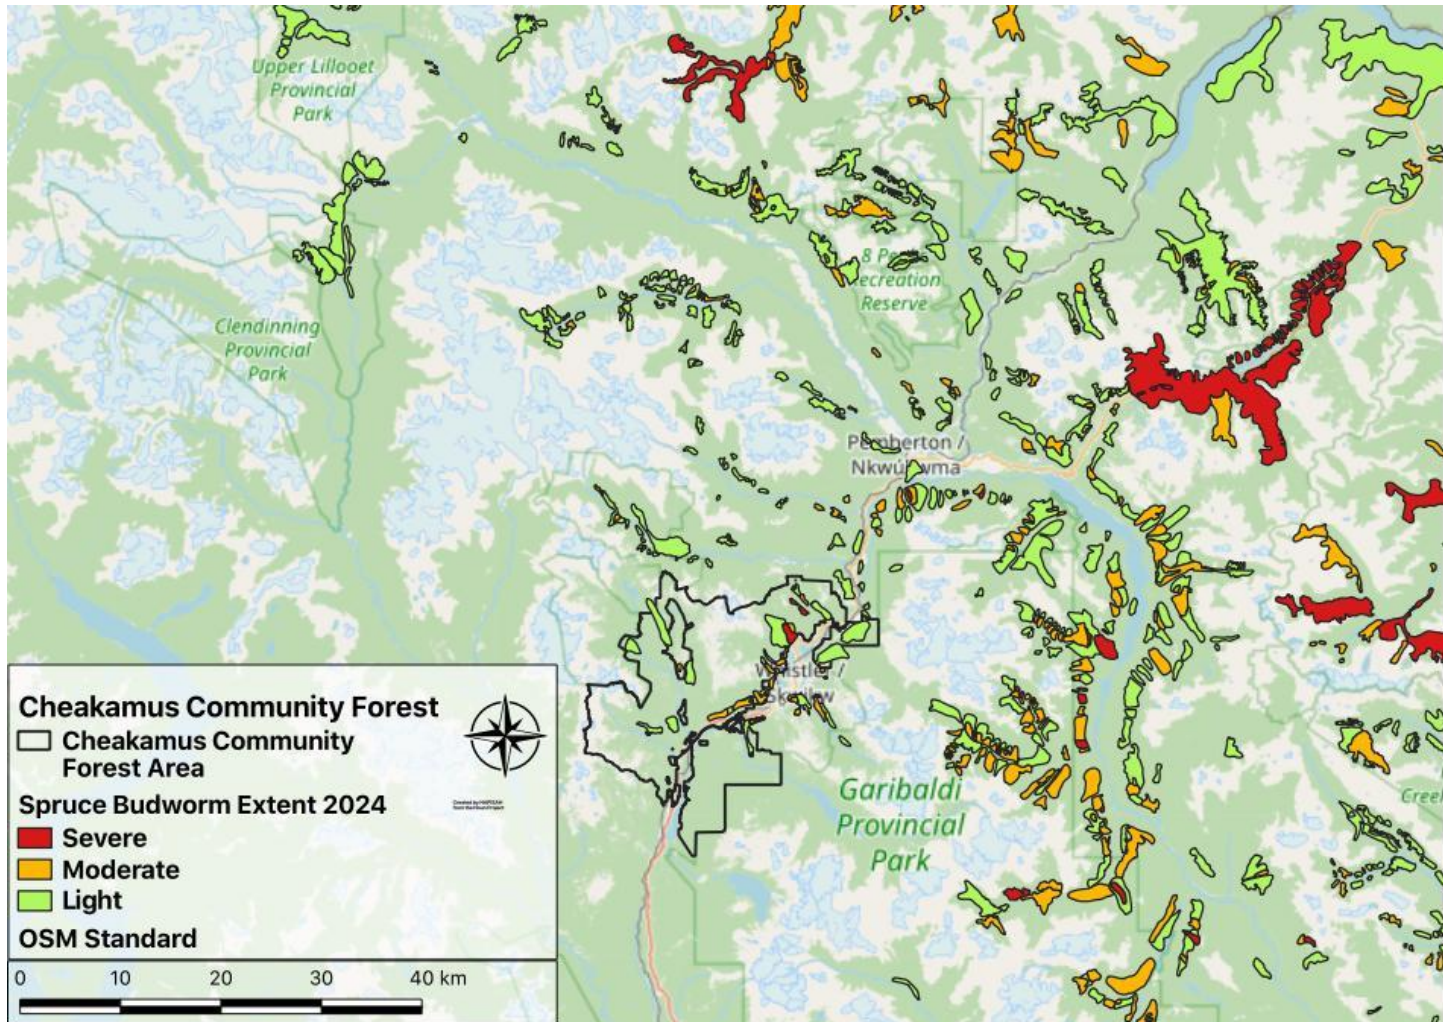 Upper Lillooet
Provincial
Park
Clendinning
Provincial
Park
Recreation
Reserve
Pemberton /
Whistler /
Garibaldi
Provincial
Park
Creek
Cheakamus Community Forest
Cheakamus Community
Forest Area
Spruce Budworm Extent 2024
Severe
Moderate
Light
OSM Standard
0 10 20 30 40 km